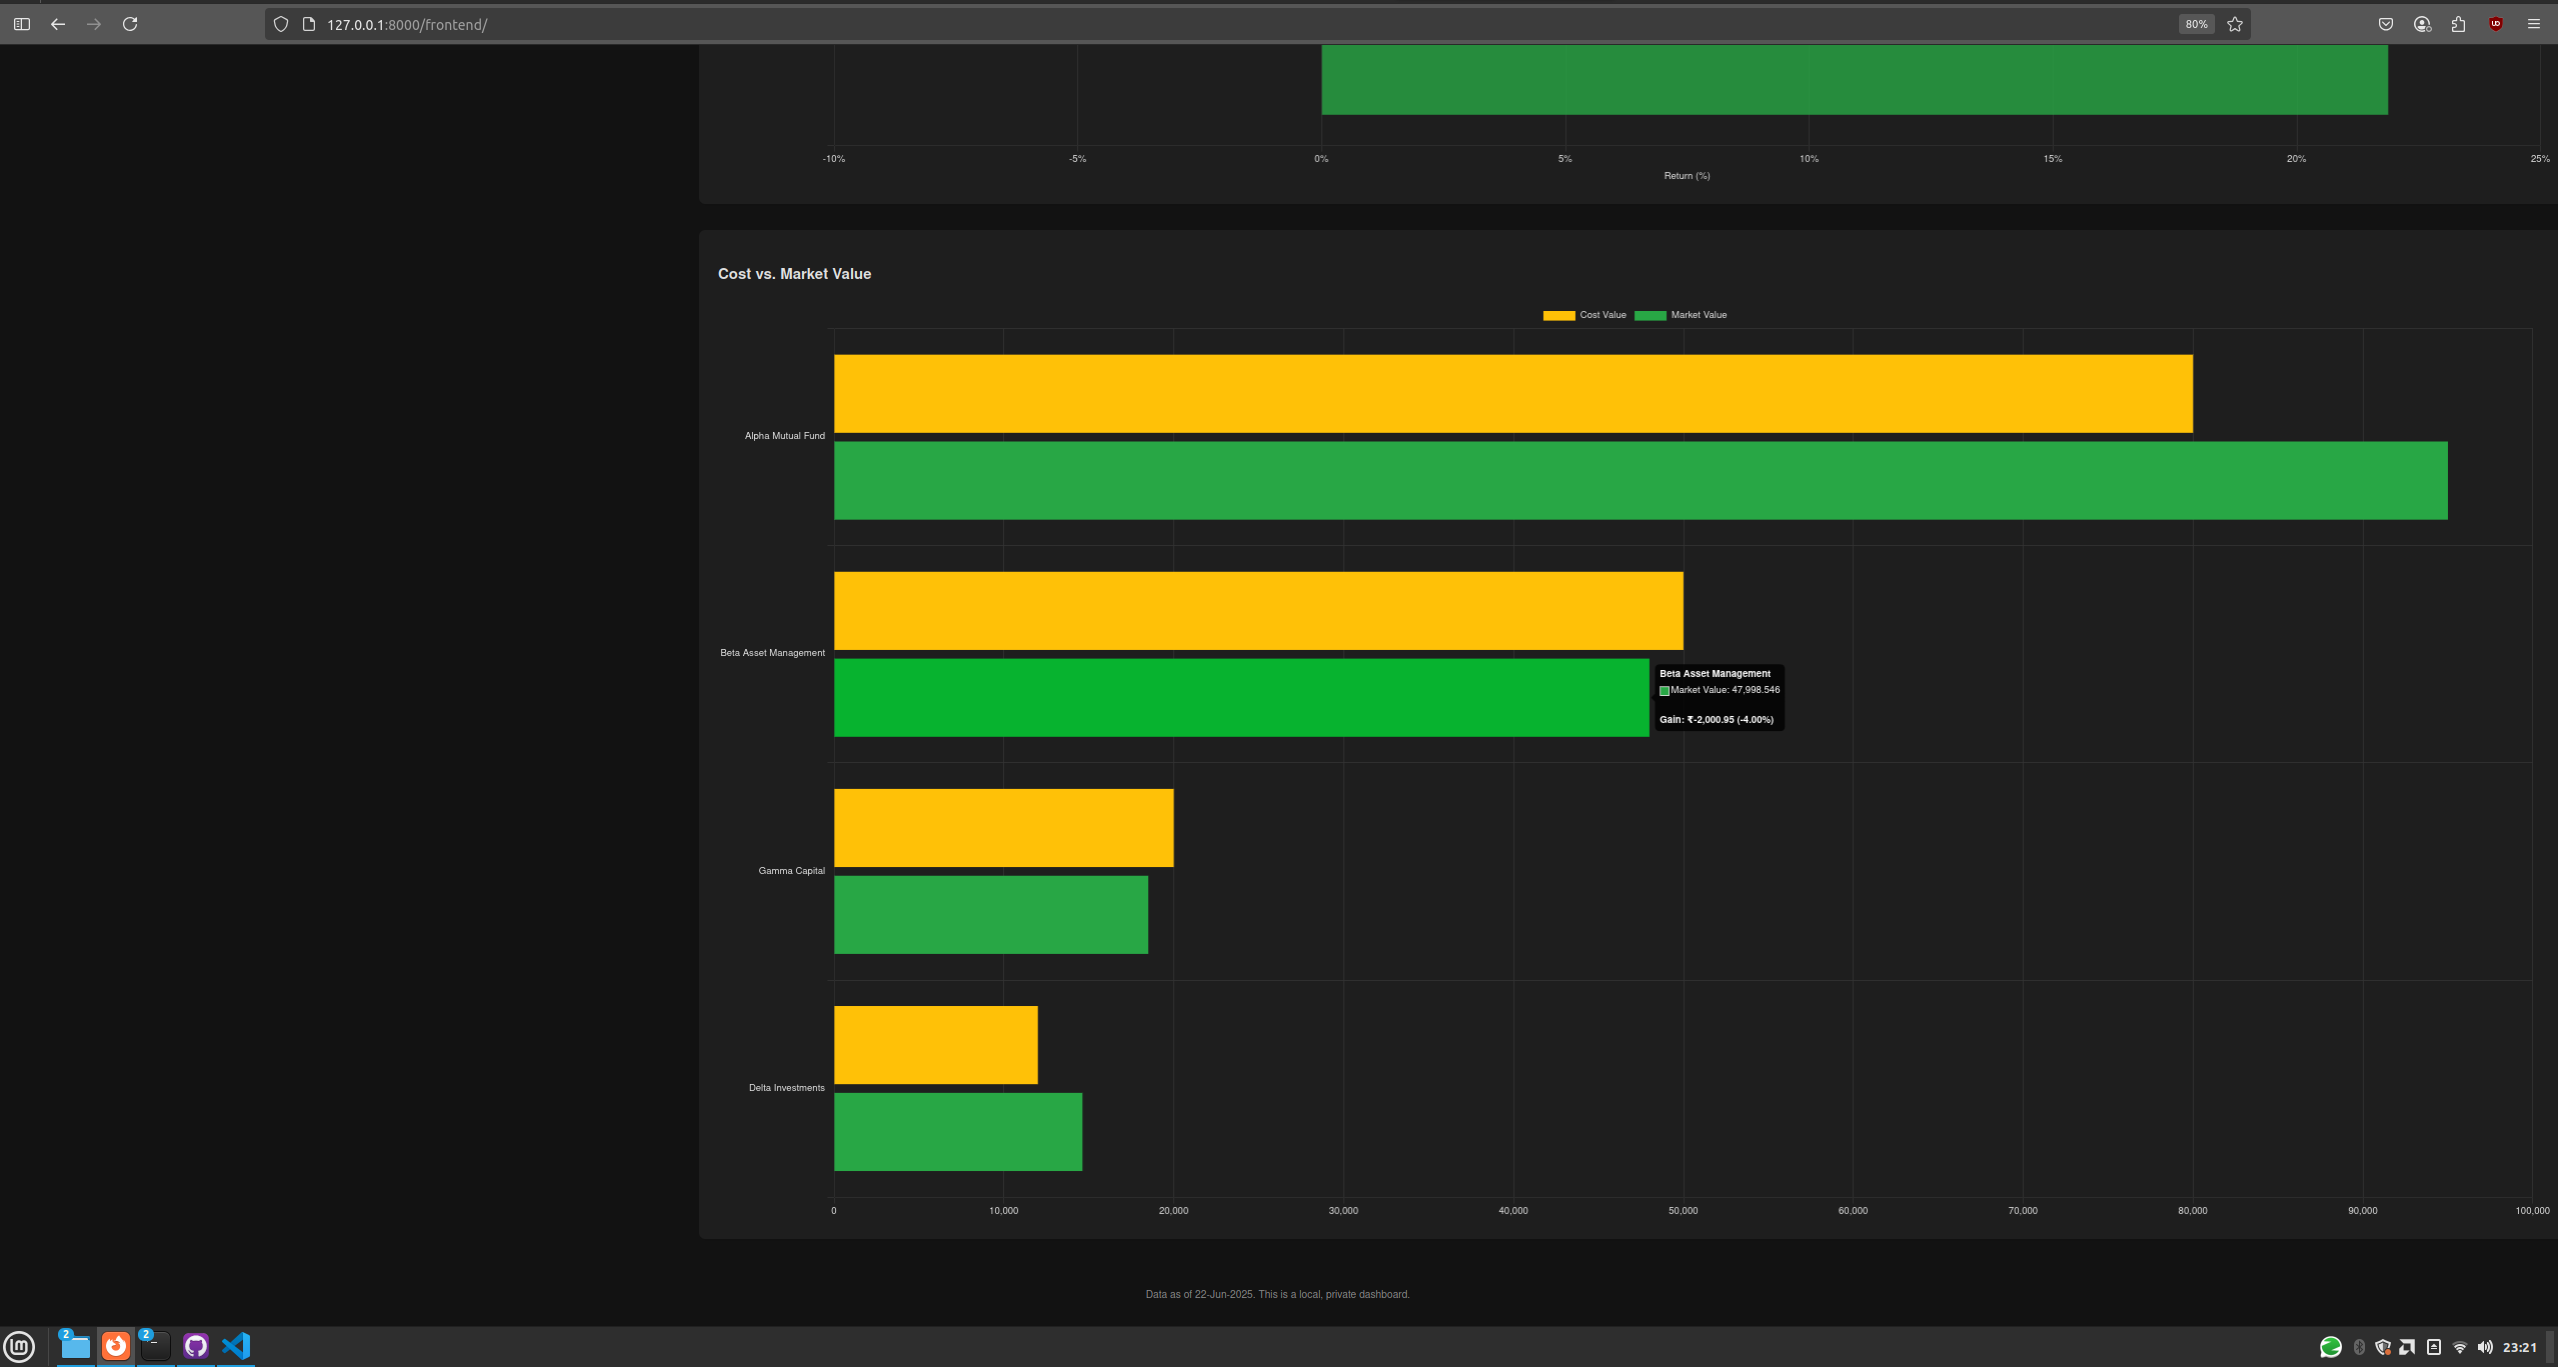 127.0.0.1:8000/frontend/
80%
-10% -5% 0% 5% 10% 15% 20% 25%
Return (%)
Cost vs. Market Value
Cost Value Market Value
Alpha Mutual Fund
Beta Asset Management
Beta Asset Management
Market Value: 47,998.546
Gain: ₹-2,000.95 (-4.00%)
Gamma Capital
Delta Investments
0 10,000 20,000 30,000 40,000 50,000 60,000 70,000 80,000 90,000 100,000
Data as of 22-Jun-2025. This is a local, private dashboard.
2 2 23:21